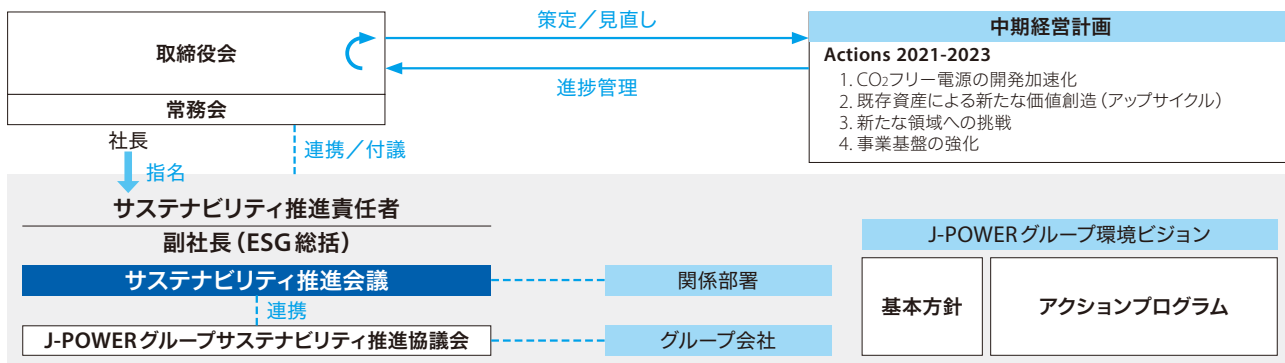 取締役会
常務会
策定／見直し
進捗管理
中期経営計画
Actions 2021-2023
1. CO₂フリー電源の開発加速化
2. 既存資産による新たな価値創造（アップサイクル）
3. 新たな領域への挑戦
4. 事業基盤の強化
社長
指名
連携／付議
サステナビリティ推進責任者
副社長（ESG総括）
サステナビリティ推進会議
関係部署
連携
J-POWERグループサステナビリティ推進協議会
グループ会社
J-POWERグループ環境ビジョン
基本方針
アクションプログラム